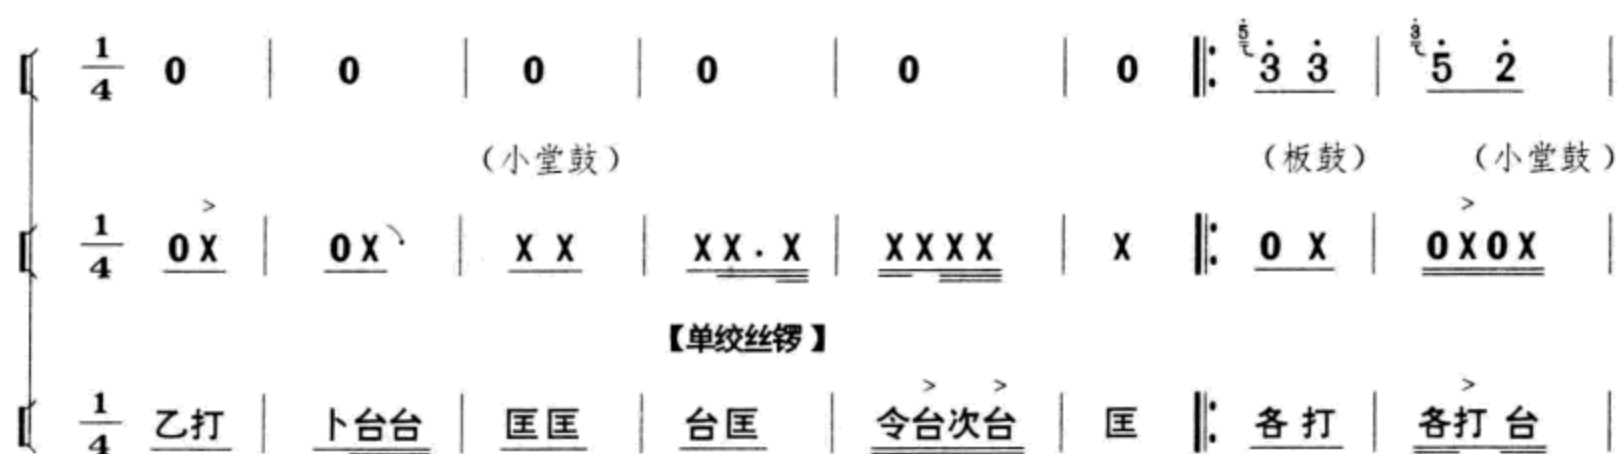 1/4 0 | 0 | 0 | 0 | 0 | 0 ‖: 5 3 3 | 3 5 2 |
（小堂鼓） （板鼓） （小堂鼓）
> >
1/4 0X | 0X | X X | XX·X | XXXX | X ‖: 0 X | 0X0X |
【单绞丝锣】
> > >
1/4 乙打 | 卜台台 | 匡匡 | 台匡 | 令台次台 | 匡 ‖: 各打 | 各打台 |